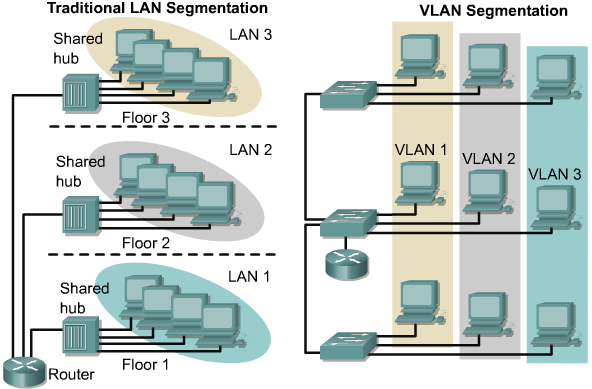 Traditional LAN Segmentation
Shared
hub
LAN 3
Floor 3
Shared
hub
LAN 2
Floor 2
Shared
hub
LAN 1
Floor 1
Router
VLAN Segmentation
VLAN 1
VLAN 2
VLAN 3